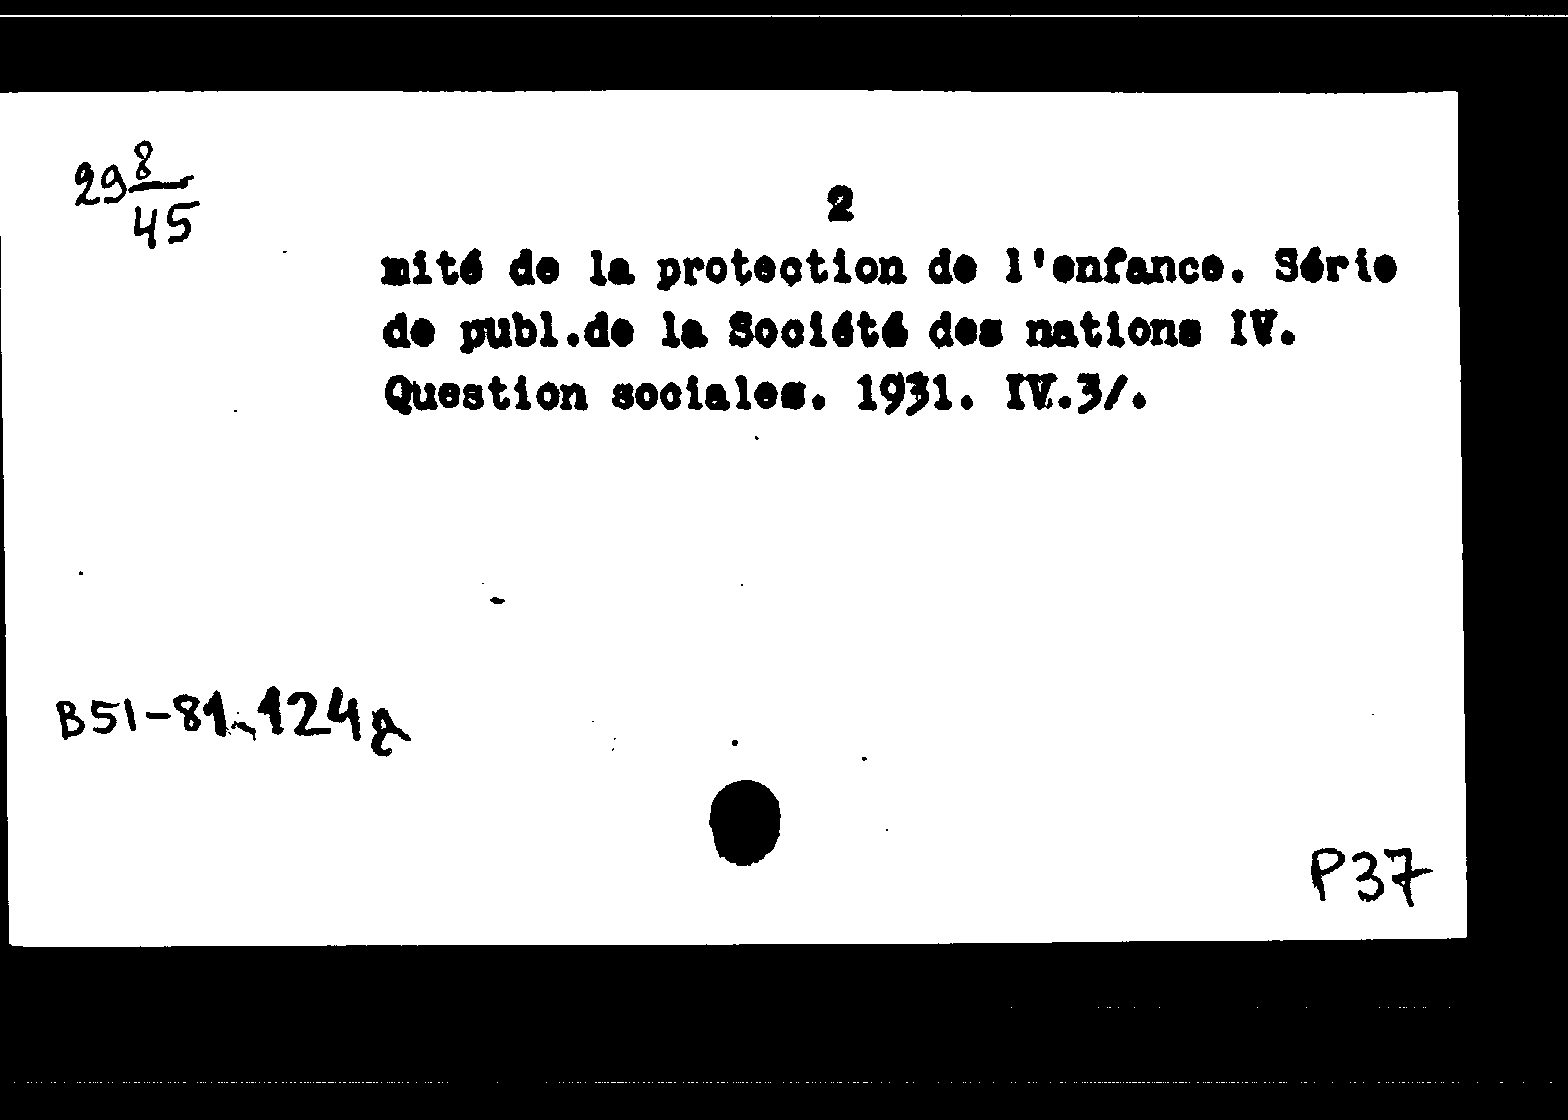 29 8/45
2
mité de la protection de l'enfance. Série
de publ.de la Société des nations IV.
Question sociales. 1931. IV.3/.
B51-81 124
P37